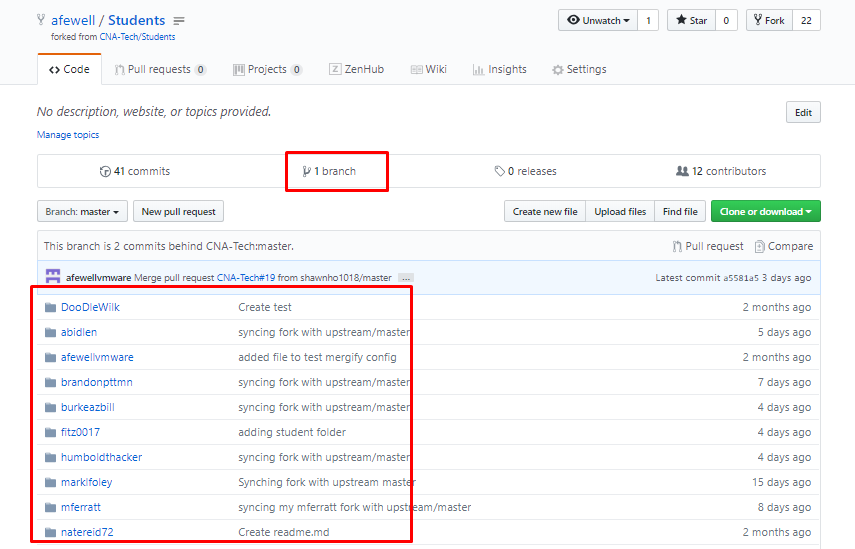 afewell / Students
Unwatch 1 Star 0 Fork 22
forked from CNA-Tech/Students
Code Pull requests 0 Projects 0 ZenHub Wiki Insights Settings
No description, website, or topics provided. Edit
Manage topics
41 commits 1 branch 0 releases 12 contributors
Branch: master New pull request Create new file Upload files Find file Clone or download
This branch is 2 commits behind CNA-Tech:master. Pull request Compare
afewellvmware Merge pull request CNA-Tech#19 from shawnho1018/master ... Latest commit a5581a5 3 days ago
DooDleWilk Create test 2 months ago
abidlen syncing fork with upstream/master 5 days ago
afewellvmware added file to test mergify config 2 months ago
brandonpttmn syncing fork with upstream/master 7 days ago
burkeazbill syncing fork with upstream/master 4 days ago
fitz0017 adding student folder 4 days ago
humboldthacker syncing fork with upstream/master 4 days ago
marklfoley Synching fork with upstream master 15 days ago
mferratt syncing my mferratt fork with upstream/master 8 days ago
natereid72 Create readme.md 2 months ago